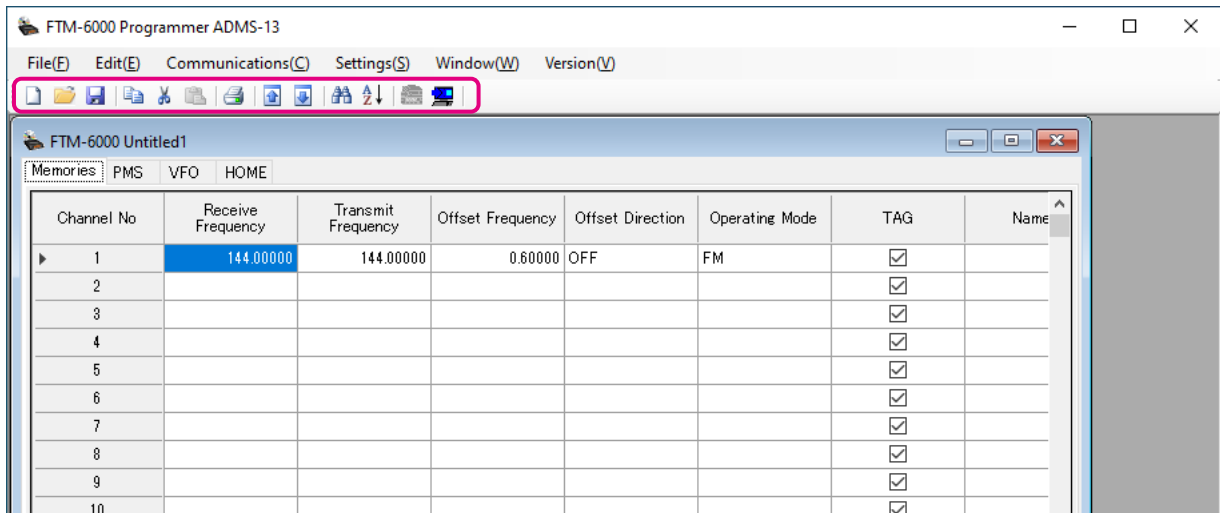 FTM-6000 Programmer ADMS-13
File(F) Edit(E) Communications(C) Settings(S) Window(W) Version(V)
FTM-6000 Untitled1
Memories PMS VFO HOME
Channel No Receive Frequency Transmit Frequency Offset Frequency Offset Direction Operating Mode TAG Name
1 144.00000 144.00000 0.60000 OFF FM
2
3
4
5
6
7
8
9
10